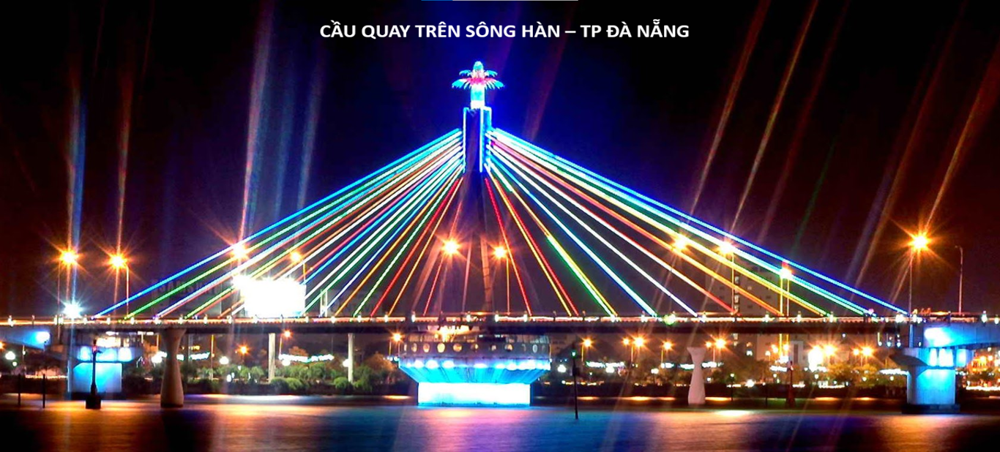 CẦU QUAY TRÊN SÔNG HÀN – TP ĐÀ NẴNG